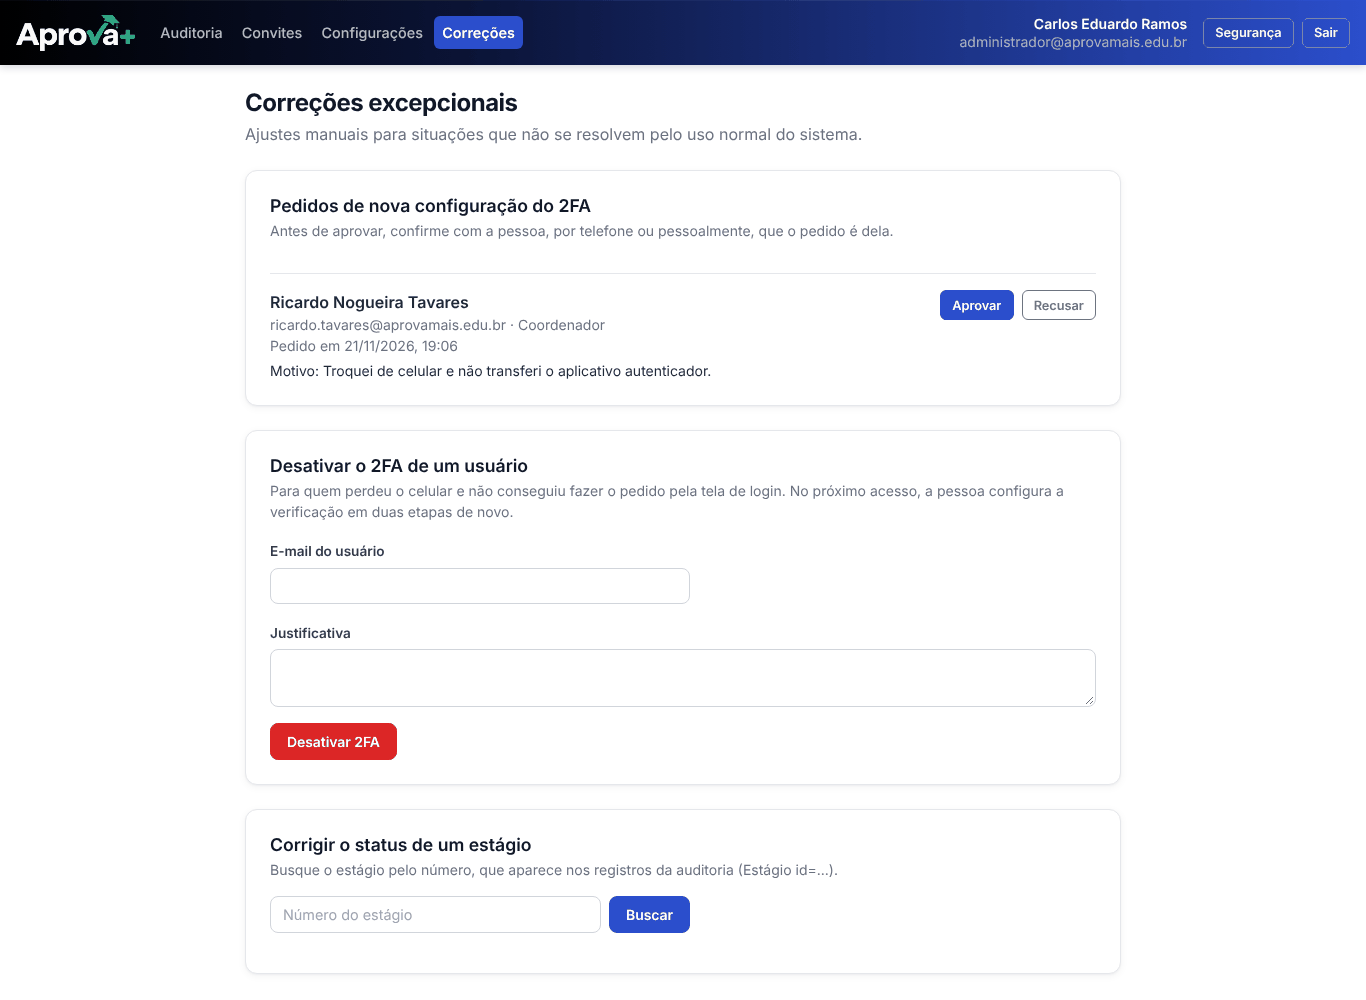 Aprova+
Auditoria
Convites
Configurações
Correções
Carlos Eduardo Ramos
administrador@aprovamais.edu.br
Segurança
Sair
Correções excepcionais
Ajustes manuais para situações que não se resolvem pelo uso normal do sistema.
Pedidos de nova configuração do 2FA
Antes de aprovar, confirme com a pessoa, por telefone ou pessoalmente, que o pedido é dela.
Ricardo Nogueira Tavares
ricardo.tavares@aprovamais.edu.br · Coordenador
Pedido em 21/11/2026, 19:06
Motivo: Troquei de celular e não transferi o aplicativo autenticador.
Aprovar
Recusar
Desativar o 2FA de um usuário
Para quem perdeu o celular e não conseguiu fazer o pedido pela tela de login. No próximo acesso, a pessoa configura a
verificação em duas etapas de novo.
E-mail do usuário
Justificativa
Desativar 2FA
Corrigir o status de um estágio
Busque o estágio pelo número, que aparece nos registros da auditoria (Estágio id=...).
Número do estágio
Buscar